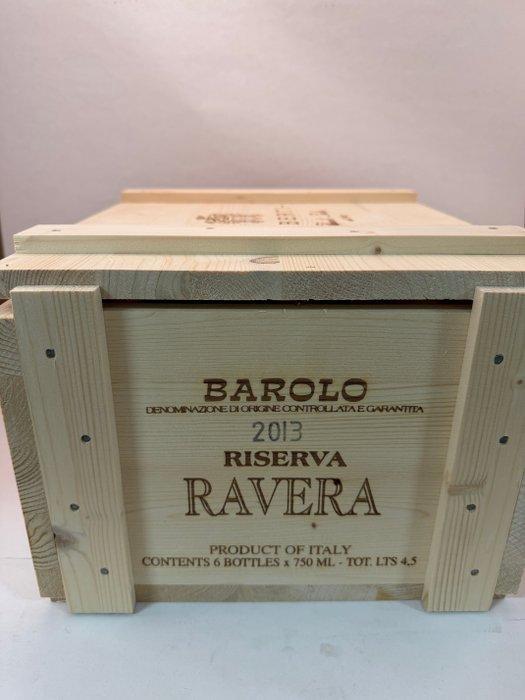 BAROLO
DENOMINAZIONE DI ORIGINE CONTROLLATA E GARANTITA
2013
RISERVA
RAVERA
PRODUCT OF ITALY
CONTENTS 6 BOTTLES x 750 ML - TOT. LTS 4,5